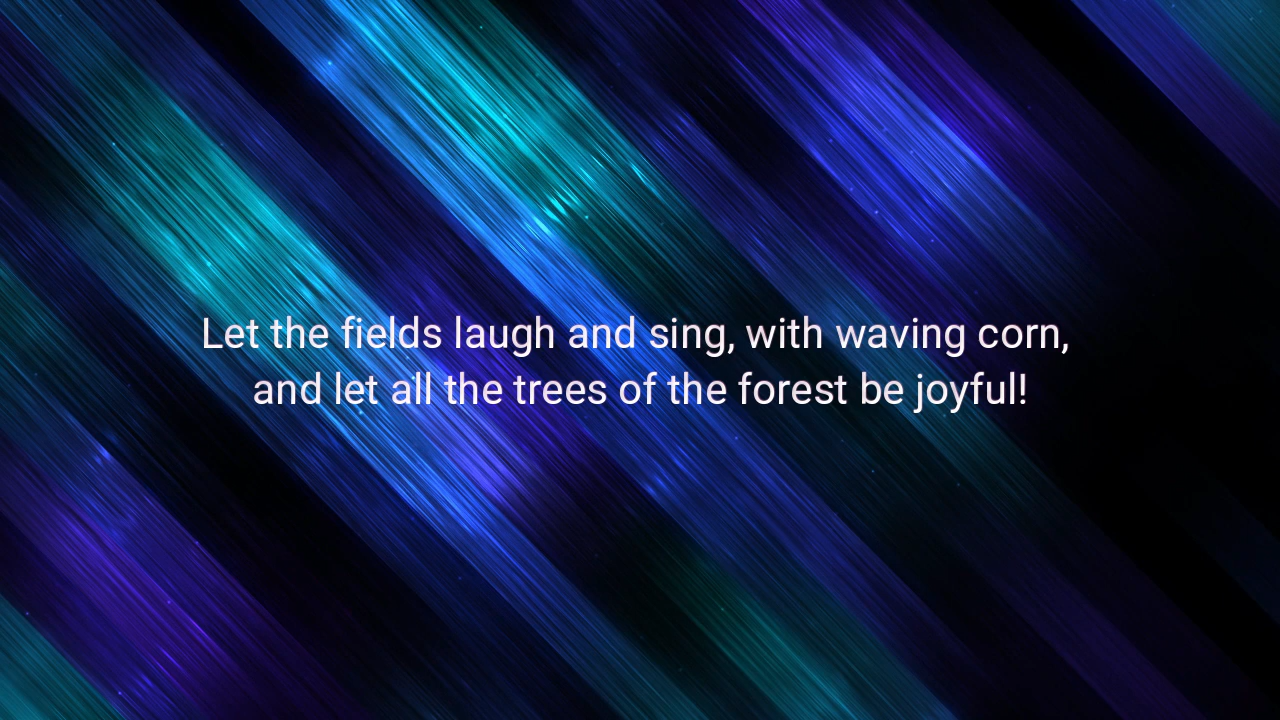 Let the fields laugh and sing, with waving corn,
and let all the trees of the forest be joyful!